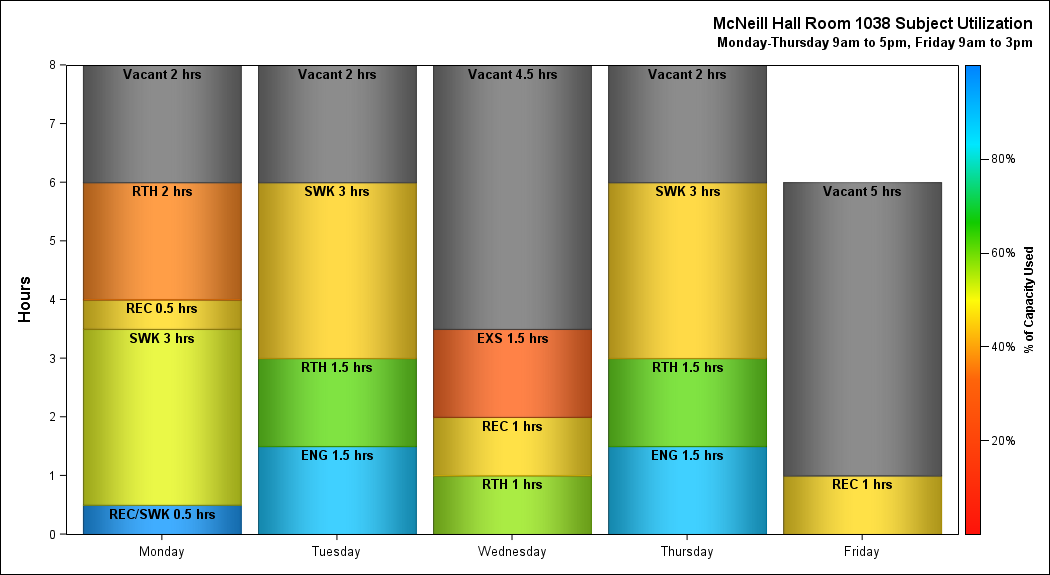 McNeill Hall Room 1038 Subject Utilization
Monday-Thursday 9am to 5pm, Friday 9am to 3pm
Hours
8
7
6
5
4
3
2
1
0
Vacant 2 hrs
RTH 2 hrs
REC 0.5 hrs
SWK 3 hrs
REC/SWK 0.5 hrs
Monday
Vacant 2 hrs
SWK 3 hrs
RTH 1.5 hrs
ENG 1.5 hrs
Tuesday
Vacant 4.5 hrs
EXS 1.5 hrs
REC 1 hrs
RTH 1 hrs
Wednesday
Vacant 2 hrs
SWK 3 hrs
RTH 1.5 hrs
ENG 1.5 hrs
Thursday
Vacant 5 hrs
REC 1 hrs
Friday
80%
60%
40%
20%
% of Capacity Used